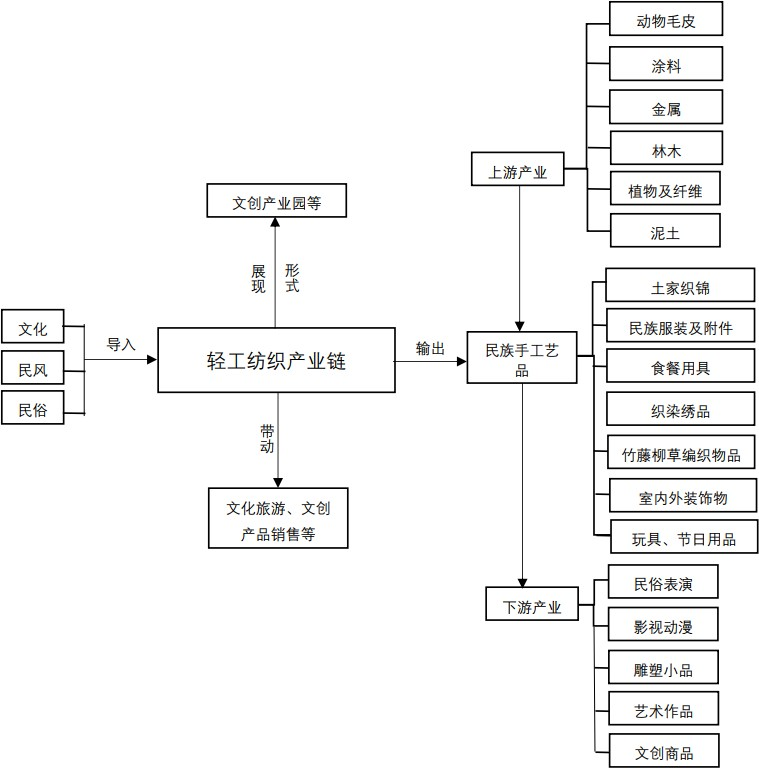 动物毛皮
涂料
金属
林木
上游产业
植物及纤维
文创产业园等
泥土
展现
形式
土家织锦
文化
民族服装及附件
导入
轻工纺织产业链
输出
民族手工艺
品
民风
食餐用具
民俗
织染绣品
带动
竹藤柳草编织物品
文化旅游、文创
产品销售等
室内外装饰物
玩具、节日用品
民俗表演
下游产业
影视动漫
雕塑小品
艺术作品
文创商品